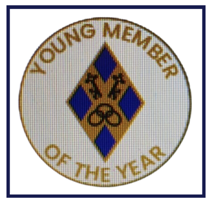 YOUNG MEMBER
OF THE YEAR